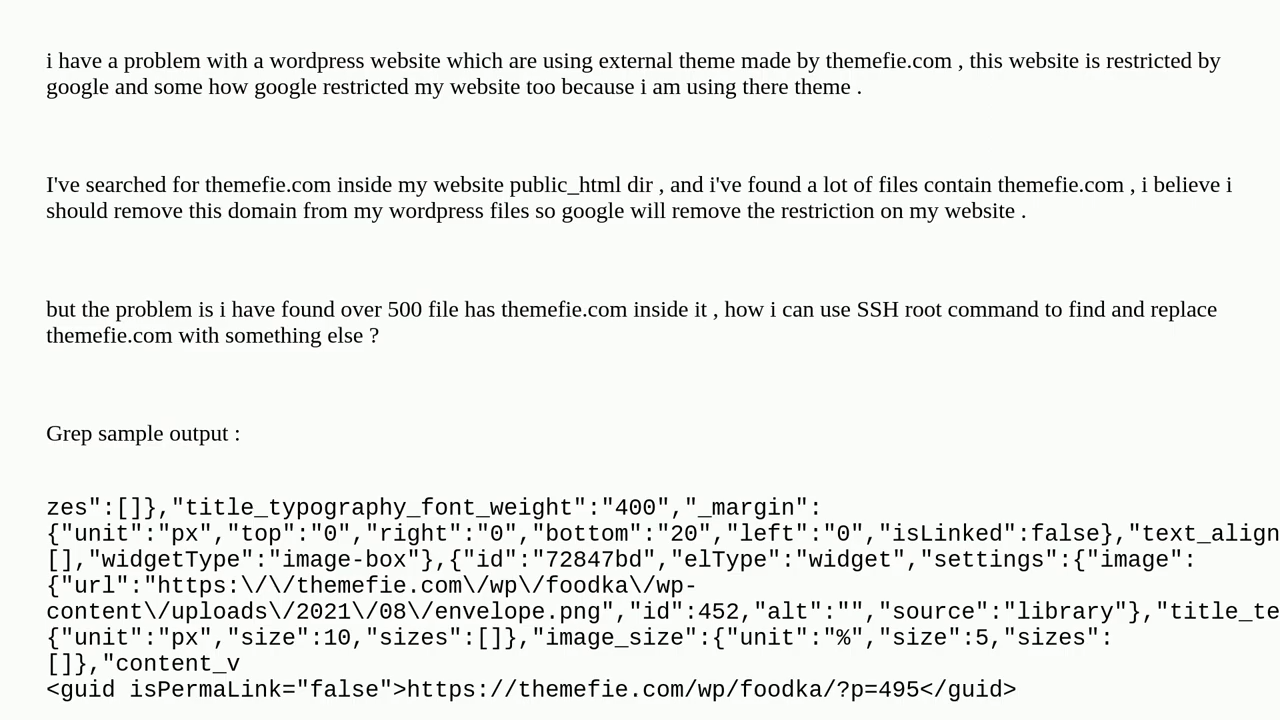 i have a problem with a wordpress website which are using external theme made by themefie.com , this website is restricted by
google and some how google restricted my website too because i am using there theme .
I've searched for themefie.com inside my website public_html dir , and i've found a lot of files contain themefie.com , i believe i
should remove this domain from my wordpress files so google will remove the restriction on my website .
but the problem is i have found over 500 file has themefie.com inside it , how i can use SSH root command to find and replace
themefie.com with something else ?
Grep sample output :
zes":[]},"title_typography_font_weight":"400","_margin":
{"unit":"px","top":"0","right":"0","bottom":"20","left":"0","isLinked":false},"text_align
[],"widgetType":"image-box"},{"id":"72847bd","elType":"widget","settings":{"image":
{"url":"https:\/\/themefie.com\/wp\/foodka\/wp-
content\/uploads\/2021\/08\/envelope.png","id":452,"alt":"","source":"library"},"title_te
{"unit":"px","size":10,"sizes":[]},"image_size":{"unit":"%","size":5,"sizes":
[]},"content_v
<guid isPermaLink="false">https://themefie.com/wp/foodka/?p=495</guid>